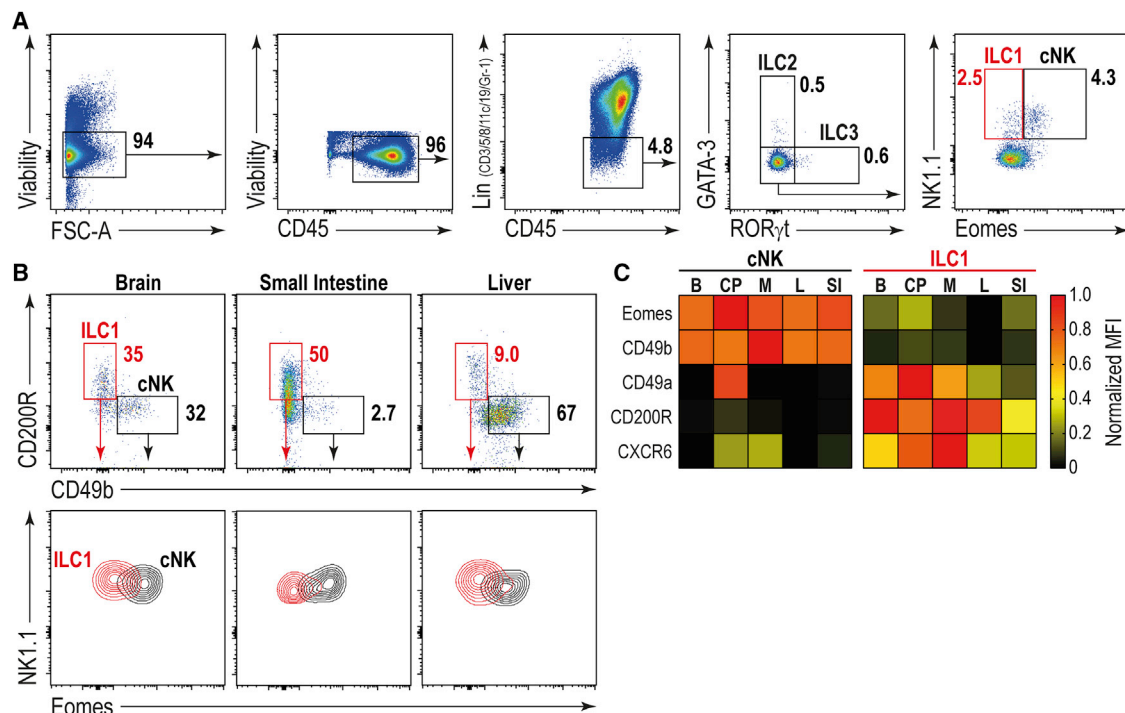 A
Viability
FSC-A
94
Viability
CD45
96
Lin (CD3/5/8/11c/19/Gr-1)
CD45
4.8
GATA-3
RORγt
ILC2
0.5
ILC3
0.6
NK1.1
Eomes
ILC1
cNK
2.5
4.3
B
Brain
Small Intestine
Liver
CD200R
ILC1
35
cNK
32
50
2.7
9.0
67
CD49b
NK1.1
ILC1
cNK
Eomes
C
cNK
ILC1
B CP M L SI
B CP M L SI
Eomes
CD49b
CD49a
CD200R
CXCR6
1.0
0.8
0.6
0.4
0.2
0
Normalized MFI